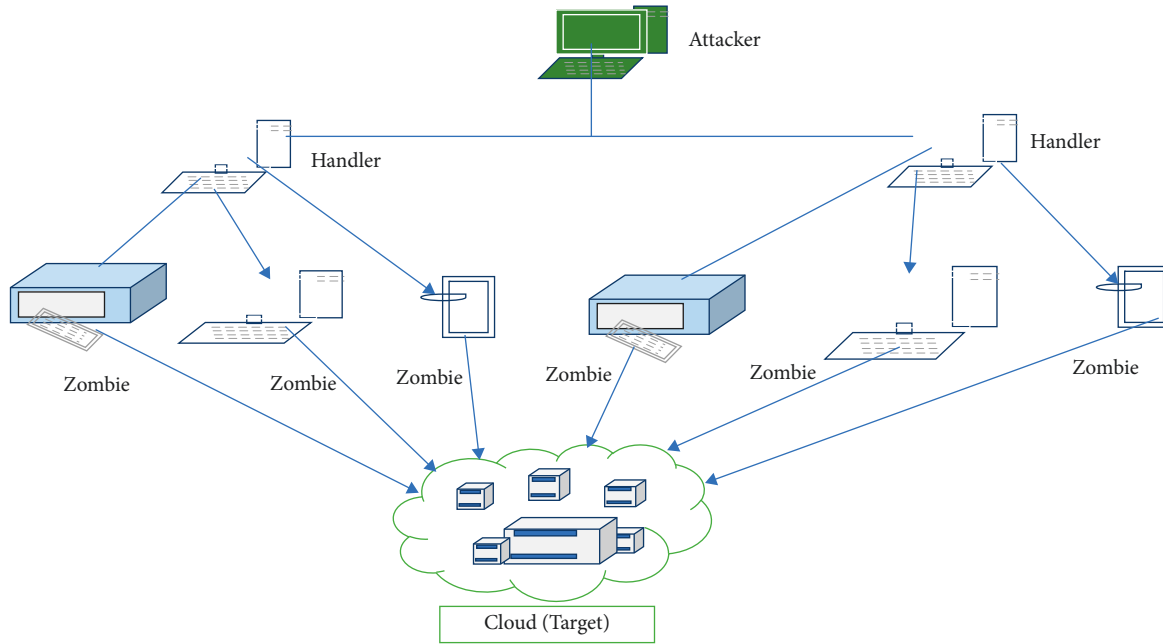 Attacker
Handler
Handler
Zombie
Zombie
Zombie
Zombie
Zombie
Zombie
Cloud (Target)